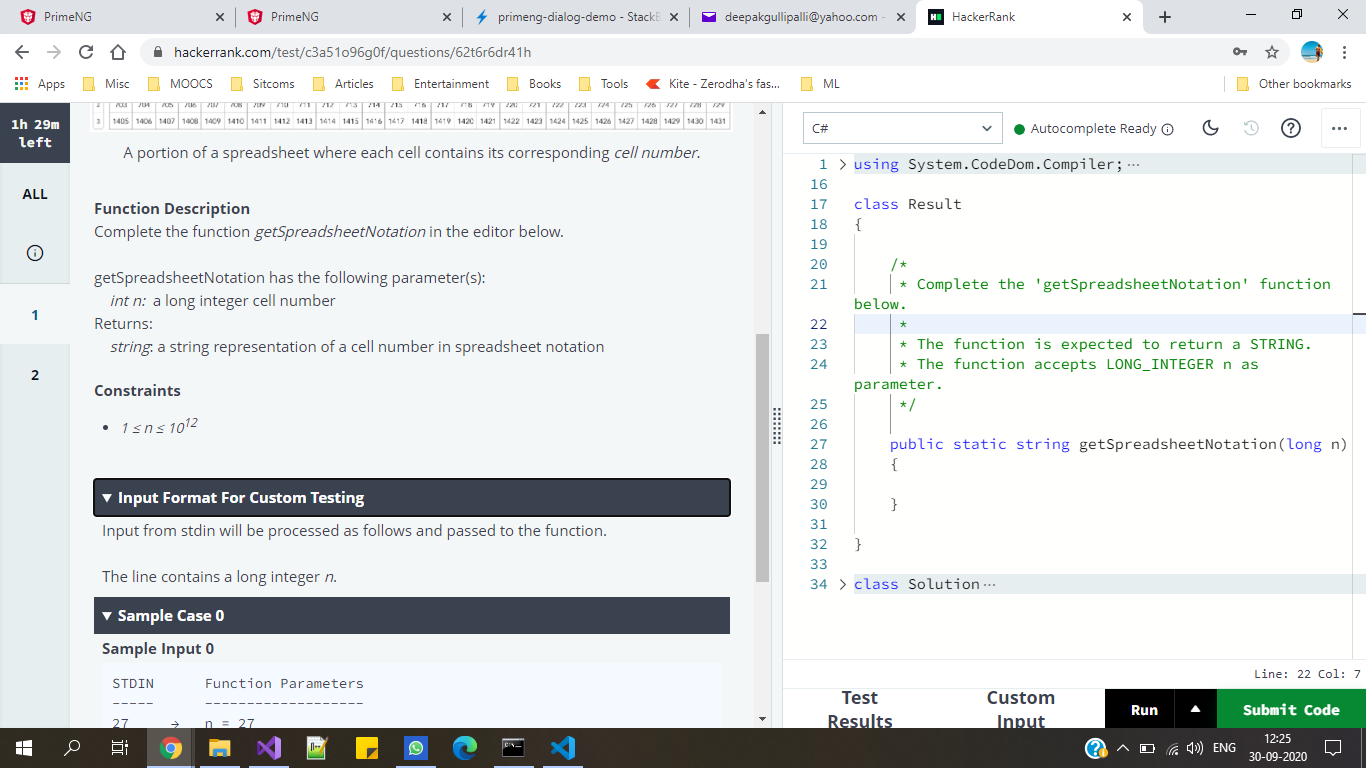 PrimeNG
PrimeNG
primeng-dialog-demo - StackB
deepakgullipalli@yahoo.com -
HackerRank
hackerrank.com/test/c3a51o96g0f/questions/62t6r6dr41h
Apps Misc MOOCS Sitcoms Articles Entertainment Books Tools Kite - Zerodha's fas... ML Other bookmarks
1h 29m
left
ALL
1
2
2 703 704 705 706 707 708 709 710 711 712 713 714 715 716 717 718 719 720 721 722 723 724 725 726 727 728 729
3 1405 1406 1407 1408 1409 1410 1411 1412 1413 1414 1415 1416 1417 1418 1419 1420 1421 1422 1423 1424 1425 1426 1427 1428 1429 1430 1431
A portion of a spreadsheet where each cell contains its corresponding cell number.
Function Description
Complete the function getSpreadsheetNotation in the editor below.
getSpreadsheetNotation has the following parameter(s):
int n: a long integer cell number
Returns:
string: a string representation of a cell number in spreadsheet notation
Constraints
• 1 ≤ n ≤ 10¹²
▼ Input Format For Custom Testing
Input from stdin will be processed as follows and passed to the function.
The line contains a long integer n.
▼ Sample Case 0
Sample Input 0
STDIN Function Parameters
----- -------------------
27 → n = 27
C#
Autocomplete Ready
1 > using System.CodeDom.Compiler; ···
16
17 class Result
18 {
19
20 /*
21 * Complete the 'getSpreadsheetNotation' function
below.
22 *
23 * The function is expected to return a STRING.
24 * The function accepts LONG_INTEGER n as
parameter.
25 */
26
27 public static string getSpreadsheetNotation(long n)
28 {
29
30 }
31
32 }
33
34 > class Solution ···
Line: 22 Col: 7
Test
Results
Custom
Input
Run
Submit Code
ENG
12:25
30-09-2020